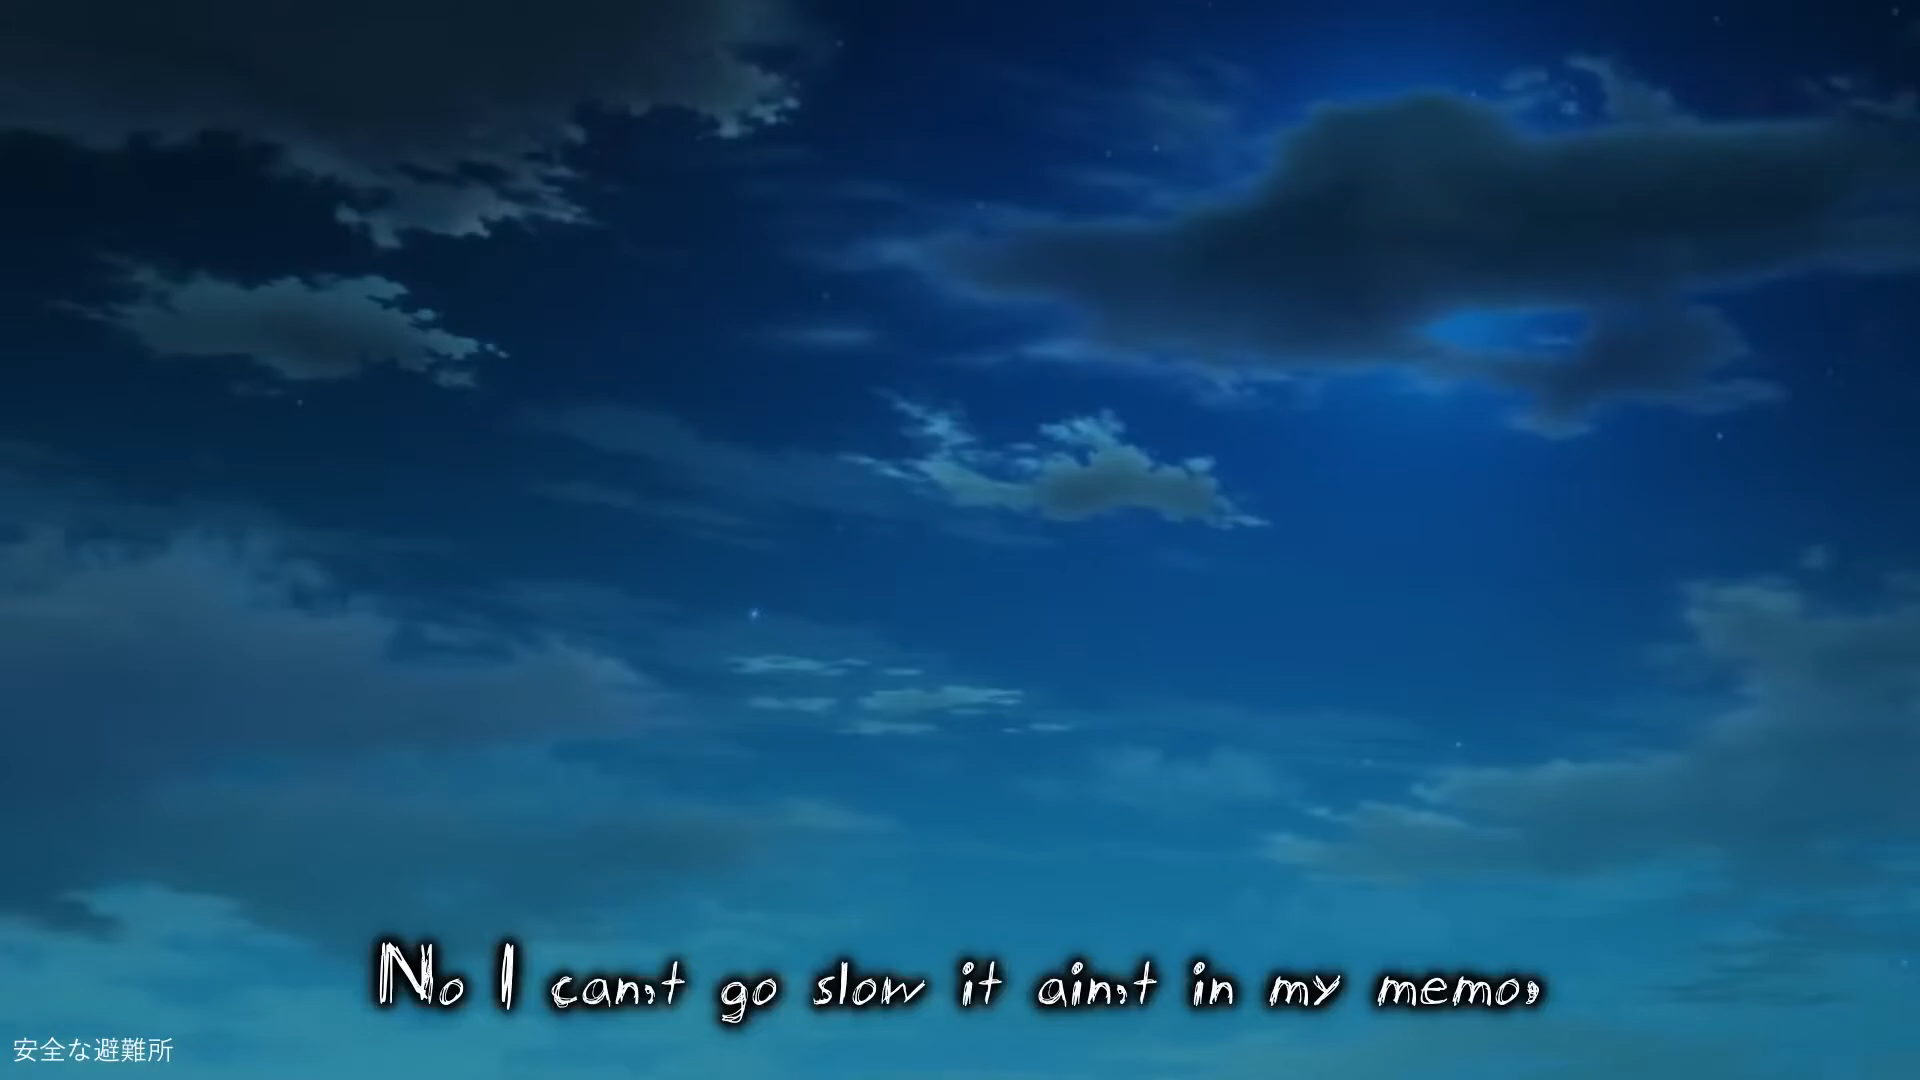 No I can,t go slow it ain,t in my memo,
安全な避難所